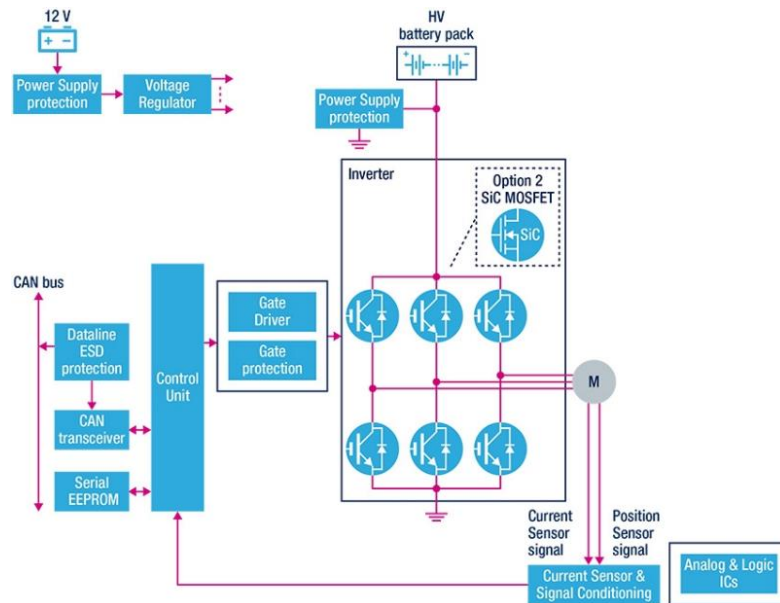 12 V
+ -
Power Supply
protection
Voltage
Regulator
HV
battery pack
+ -
Power Supply
protection
Inverter
Option 2
SiC MOSFET
SiC
CAN bus
Dataline
ESD
protection
CAN
transceiver
Serial
EEPROM
Control
Unit
Gate
Driver
Gate
protection
M
Current
Sensor
signal
Position
Sensor
signal
Current Sensor &
Signal Conditioning
Analog & Logic
ICs